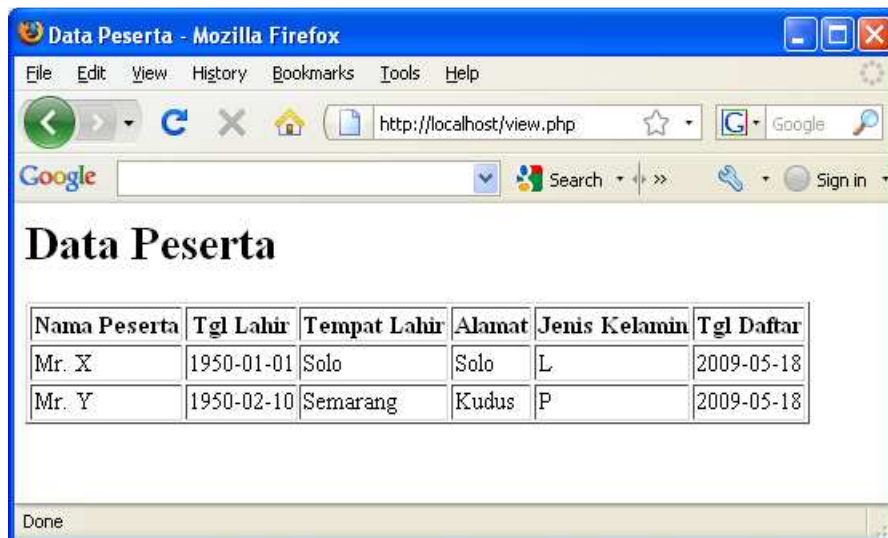 Data Peserta - Mozilla Firefox
File Edit View History Bookmarks Tools Help
http://localhost/view.php G Google
Google Search » Sign in
Data Peserta
Nama Peserta Tgl Lahir Tempat Lahir Alamat Jenis Kelamin Tgl Daftar
Mr. X 1950-01-01 Solo Solo L 2009-05-18
Mr. Y 1950-02-10 Semarang Kudus P 2009-05-18
Done